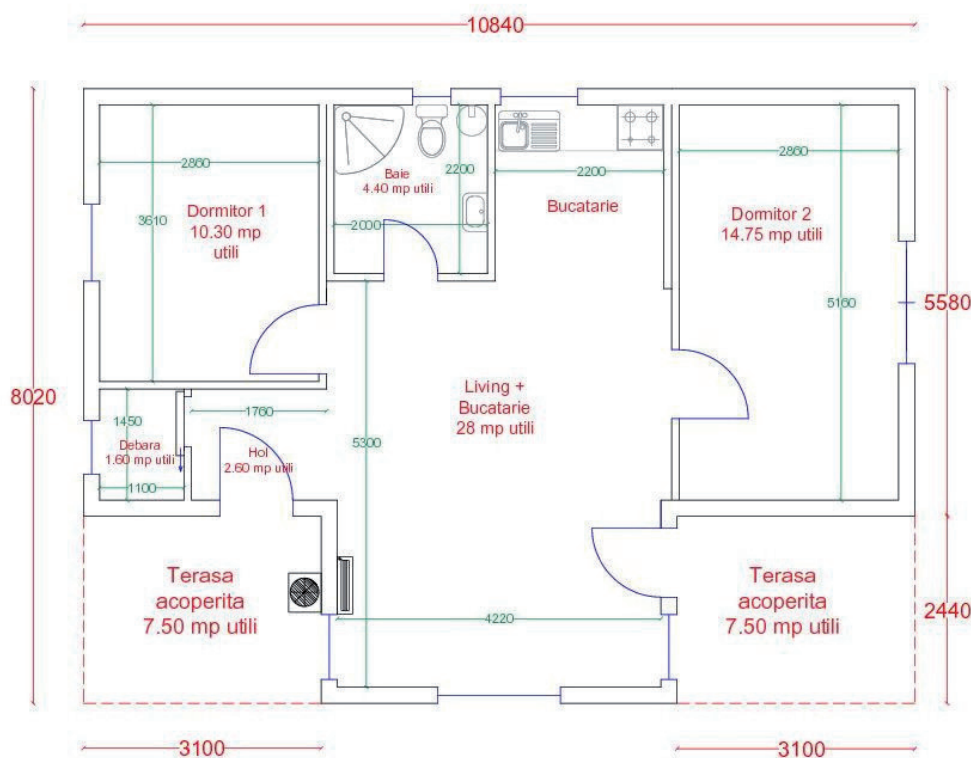 10840
2860
3610
Dormitor 1
10.30 mp
utili
Baie
4.40 mp utili
2200
2000
2200
Bucatarie
2860
Dormitor 2
14.75 mp utili
5160
5580
8020
1450
Debara
1.60 mp utili
1100
1760
Hol
2.60 mp utili
5300
Living +
Bucatarie
28 mp utili
Terasa
acoperita
7.50 mp utili
4220
Terasa
acoperita
7.50 mp utili
2440
3100
3100